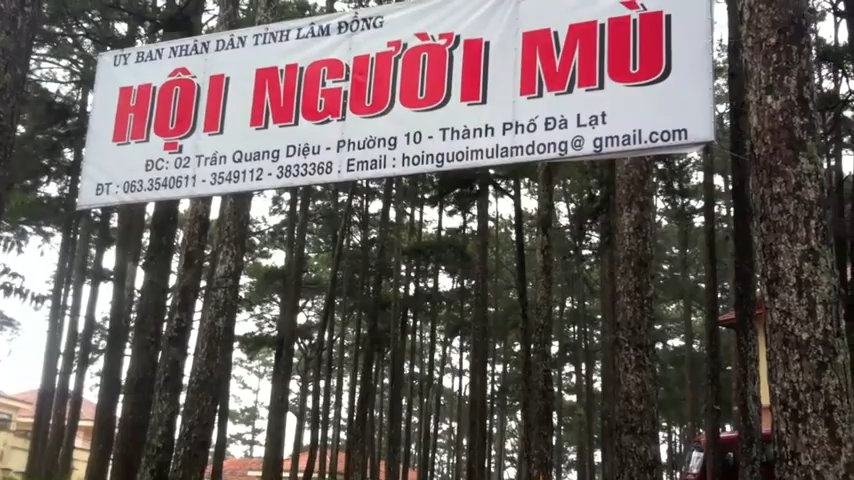 ỦY BAN NHÂN DÂN TỈNH LÂM ĐỒNG
HỘI NGƯỜI MÙ
ĐC: 02 Trần Quang Diệu - Phường 10 - Thành Phố Đà Lạt
ĐT : 063.3540611 - 3549112 - 3833368 . Email : hoinguoimulamdong@ gmail.com